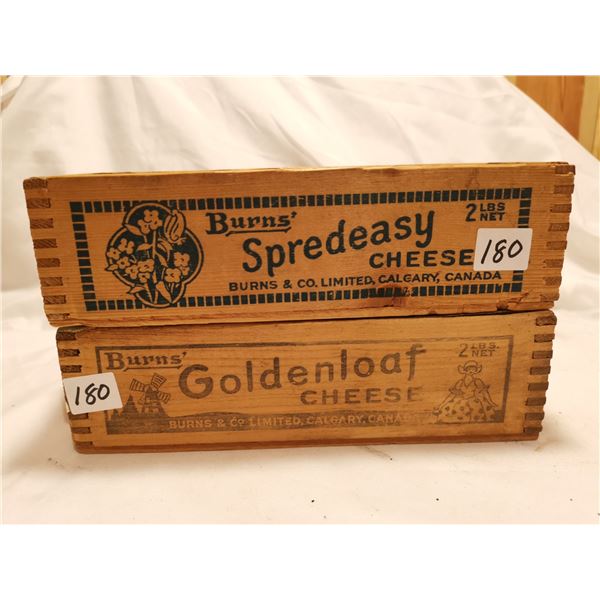 Burns'
Spredeasy
CHEESE
2 LBS
NET
BURNS & CO. LIMITED, CALGARY, CANADA
180
Burns'
Goldenloaf
CHEESE
2 LBS.
NET
BURNS & CO LIMITED, CALGARY, CANADA
180